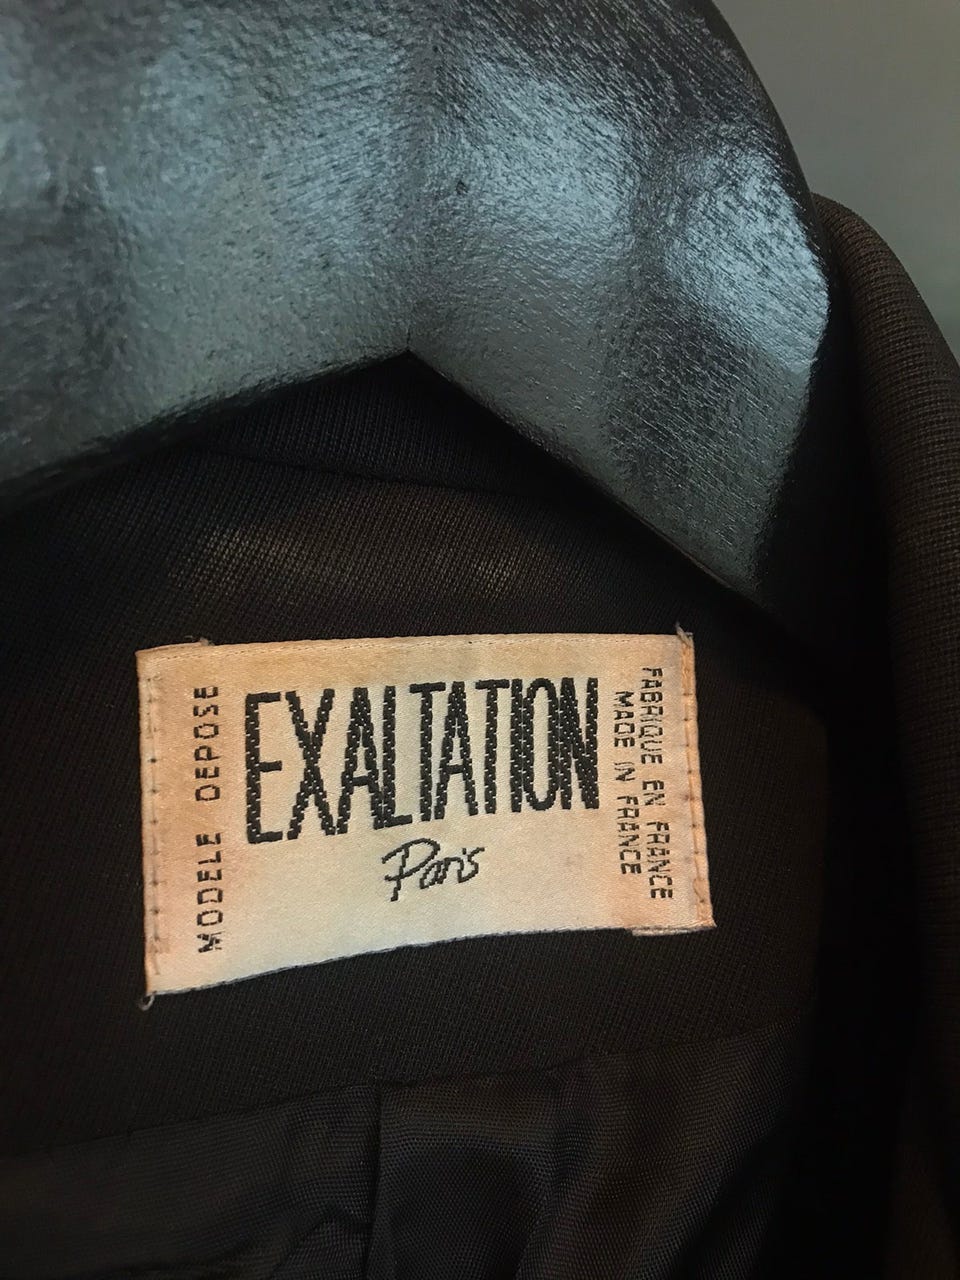 MODELE DEPOSE
EXALTATION
Paris
FABRIQUE EN FRANCE
MADE IN FRANCE